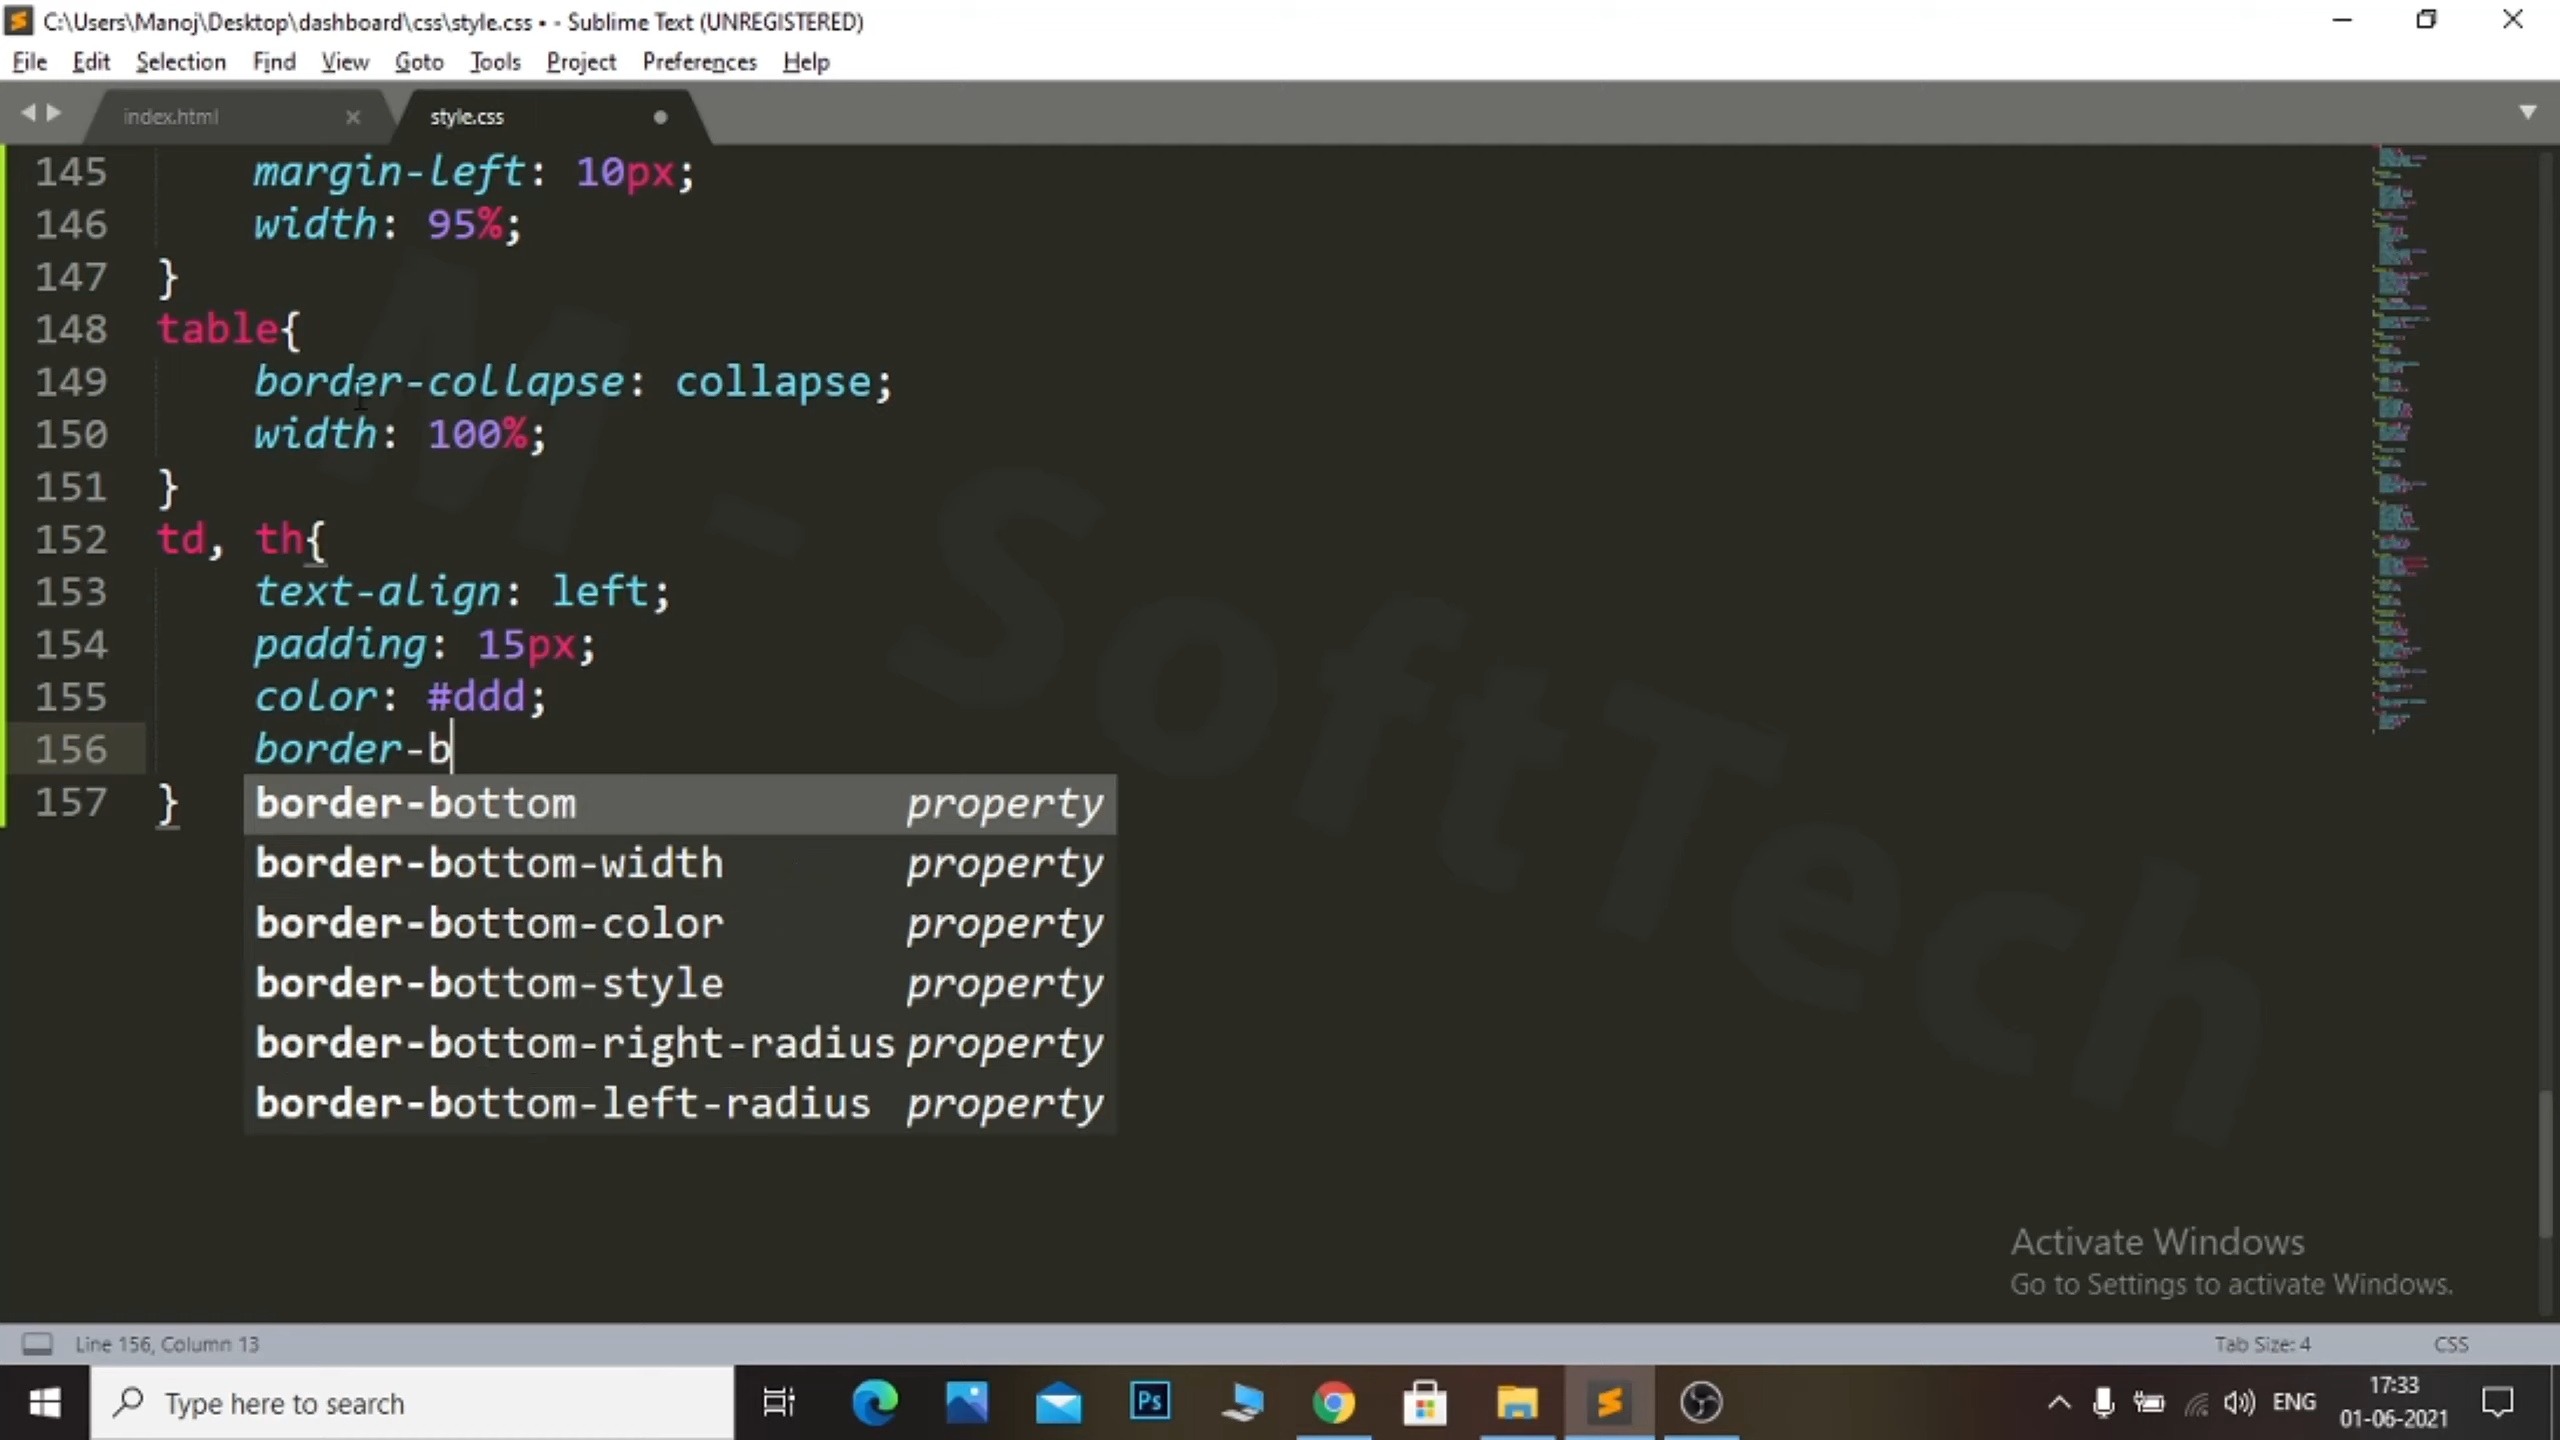 C:\Users\Manoj\Desktop\dashboard\css\style.css • - Sublime Text (UNREGISTERED)
File Edit Selection Find View Goto Tools Project Preferences Help
index.html × style.css
145 margin-left: 10px;
146 width: 95%;
147 }
148 table{
149 border-collapse: collapse;
150 width: 100%;
151 }
152 td, th{
153 text-align: left;
154 padding: 15px;
155 color: #ddd;
156 border-b
157 }
border-bottom property
border-bottom-width property
border-bottom-color property
border-bottom-style property
border-bottom-right-radius property
border-bottom-left-radius property
M - SoftTech
Activate Windows
Go to Settings to activate Windows.
Line 156, Column 13 Tab Size: 4 CSS
Type here to search Ps ENG 17:33
01-06-2021